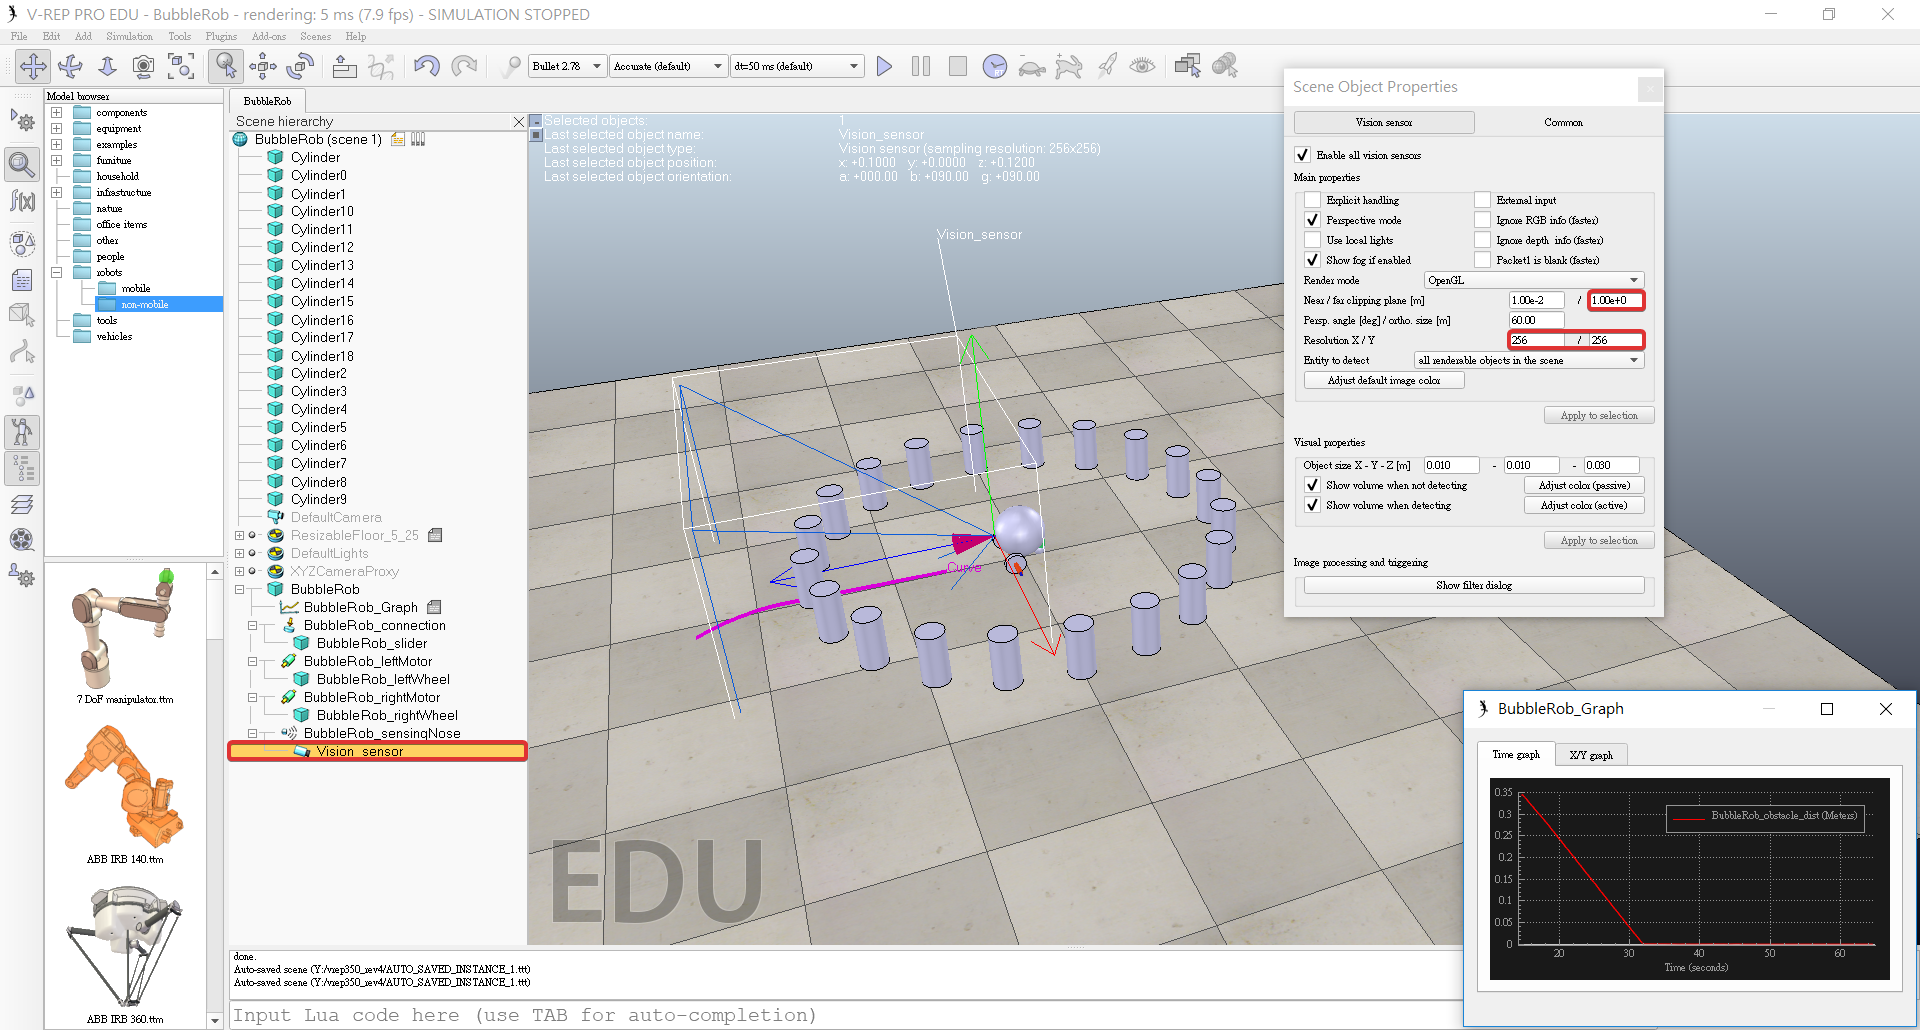 V-REP PRO EDU - BubbleRob - rendering: 5 ms (7.9 fps) - SIMULATION STOPPED
File Edit Add Simulation Tools Plugins Add-ons Scenes Help
Bullet 2.78 Accurate (default) dt=50 ms (default)
Model browser
components
equipment
examples
furniture
household
infrastructure
nature
office items
other
people
robots
mobile
non-mobile
tools
vehicles
7 DoF manipulator.ttm
ABB IRB 140.ttm
ABB IRB 360.ttm
BubbleRob
Scene hierarchy
BubbleRob (scene 1)
Cylinder
Cylinder0
Cylinder1
Cylinder10
Cylinder11
Cylinder12
Cylinder13
Cylinder14
Cylinder15
Cylinder16
Cylinder17
Cylinder18
Cylinder2
Cylinder3
Cylinder4
Cylinder5
Cylinder6
Cylinder7
Cylinder8
Cylinder9
DefaultCamera
ResizableFloor_5_25
DefaultLights
XYZCameraProxy
BubbleRob
BubbleRob_Graph
BubbleRob_connection
BubbleRob_slider
BubbleRob_leftMotor
BubbleRob_leftWheel
BubbleRob_rightMotor
BubbleRob_rightWheel
BubbleRob_sensingNose
Vision_sensor
Selected objects: 1
Last selected object name: Vision_sensor
Last selected object type: Vision sensor (sampling resolution: 256x256)
Last selected object position: x: +0.1000 y: +0.0000 z: +0.1200
Last selected object orientation: a: +000.00 b: +090.00 g: +090.00
Vision_sensor
Curve
EDU
Scene Object Properties
Vision sensor Common
Enable all vision sensors
Main properties
Explicit handling External input
Perspective mode Ignore RGB info (faster)
Use local lights Ignore depth info (faster)
Show fog if enabled Packet1 is blank (faster)
Render mode OpenGL
Near / far clipping plane [m] 1.00e-2 / 1.00e+0
Persp. angle [deg] / ortho. size [m] 60.00
Resolution X / Y 256 / 256
Entity to detect all renderable objects in the scene
Adjust default image color
Apply to selection
Visual properties
Object size X - Y - Z [m] 0.010 - 0.010 - 0.030
Show volume when not detecting Adjust color (passive)
Show volume when detecting Adjust color (active)
Apply to selection
Image processing and triggering
Show filter dialog
BubbleRob_Graph
Time graph X/Y graph
0.35
0.3
0.25
0.2
0.15
0.1
0.05
0
BubbleRob_obstacle_dist (Meters)
20 30 40 50 60
Time (seconds)
done.
Auto-saved scene (Y:/vrep350_rev4/AUTO_SAVED_INSTANCE_1.ttt)
Auto-saved scene (Y:/vrep350_rev4/AUTO_SAVED_INSTANCE_1.ttt)
Input Lua code here (use TAB for auto-completion)